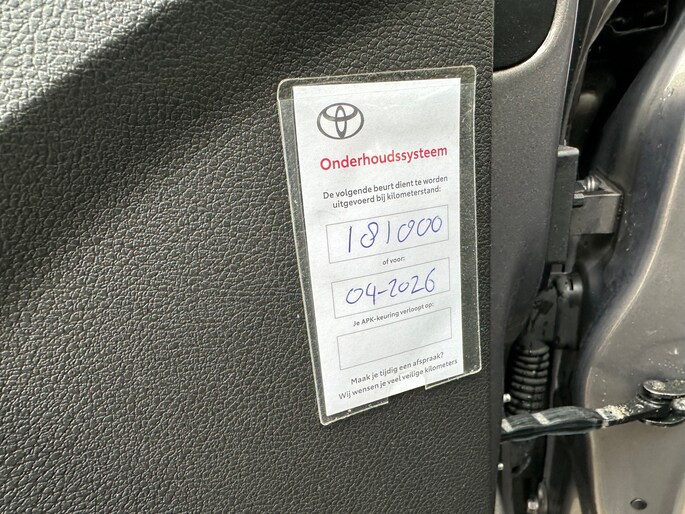 Onderhoudssysteem
De volgende beurt dient te worden
uitgevoerd bij kilometerstand:
181000
of voor:
04-2026
Je APK-keuring verloopt op:
Maak je tijdig een afspraak?
Wij wensen je veel veilige kilometers